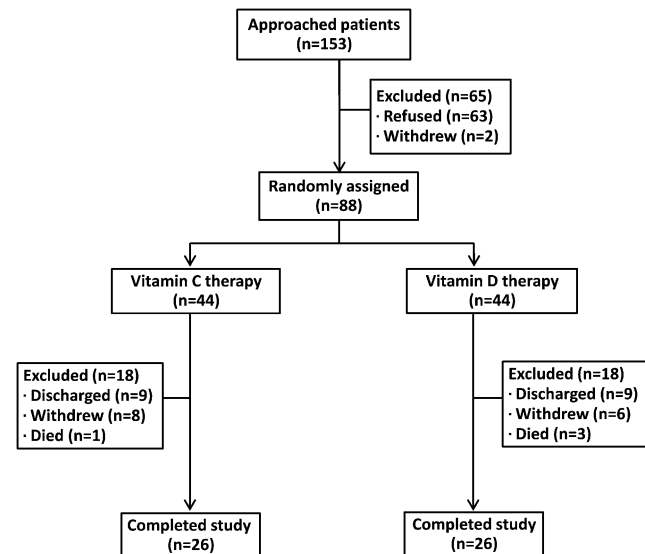 Approached patients
(n=153)
Excluded (n=65)
· Refused (n=63)
· Withdrew (n=2)
Randomly assigned
(n=88)
Vitamin C therapy
(n=44)
Vitamin D therapy
(n=44)
Excluded (n=18)
· Discharged (n=9)
· Withdrew (n=8)
· Died (n=1)
Excluded (n=18)
· Discharged (n=9)
· Withdrew (n=6)
· Died (n=3)
Completed study
(n=26)
Completed study
(n=26)